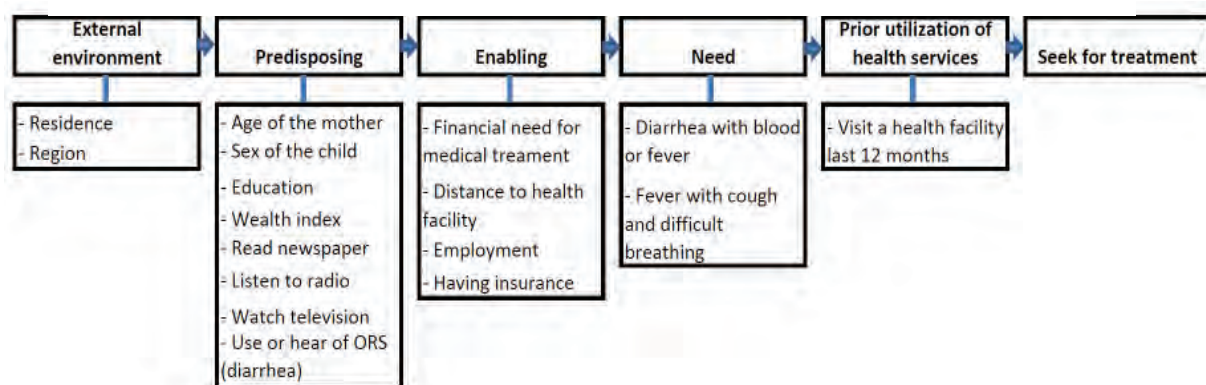 External
environment
Predisposing
Enabling
Need
Prior utilization of
health services
Seek for treatment
- Residence
- Region
- Age of the mother
- Sex of the child
- Education
- Wealth index
- Read newspaper
- Listen to radio
- Watch television
- Use or hear of ORS
(diarrhea)
- Financial need for
medical treament
- Distance to health
facility
- Employment
- Having insurance
- Diarrhea with blood
or fever
- Fever with cough
and difficult
breathing
- Visit a health facility
last 12 months